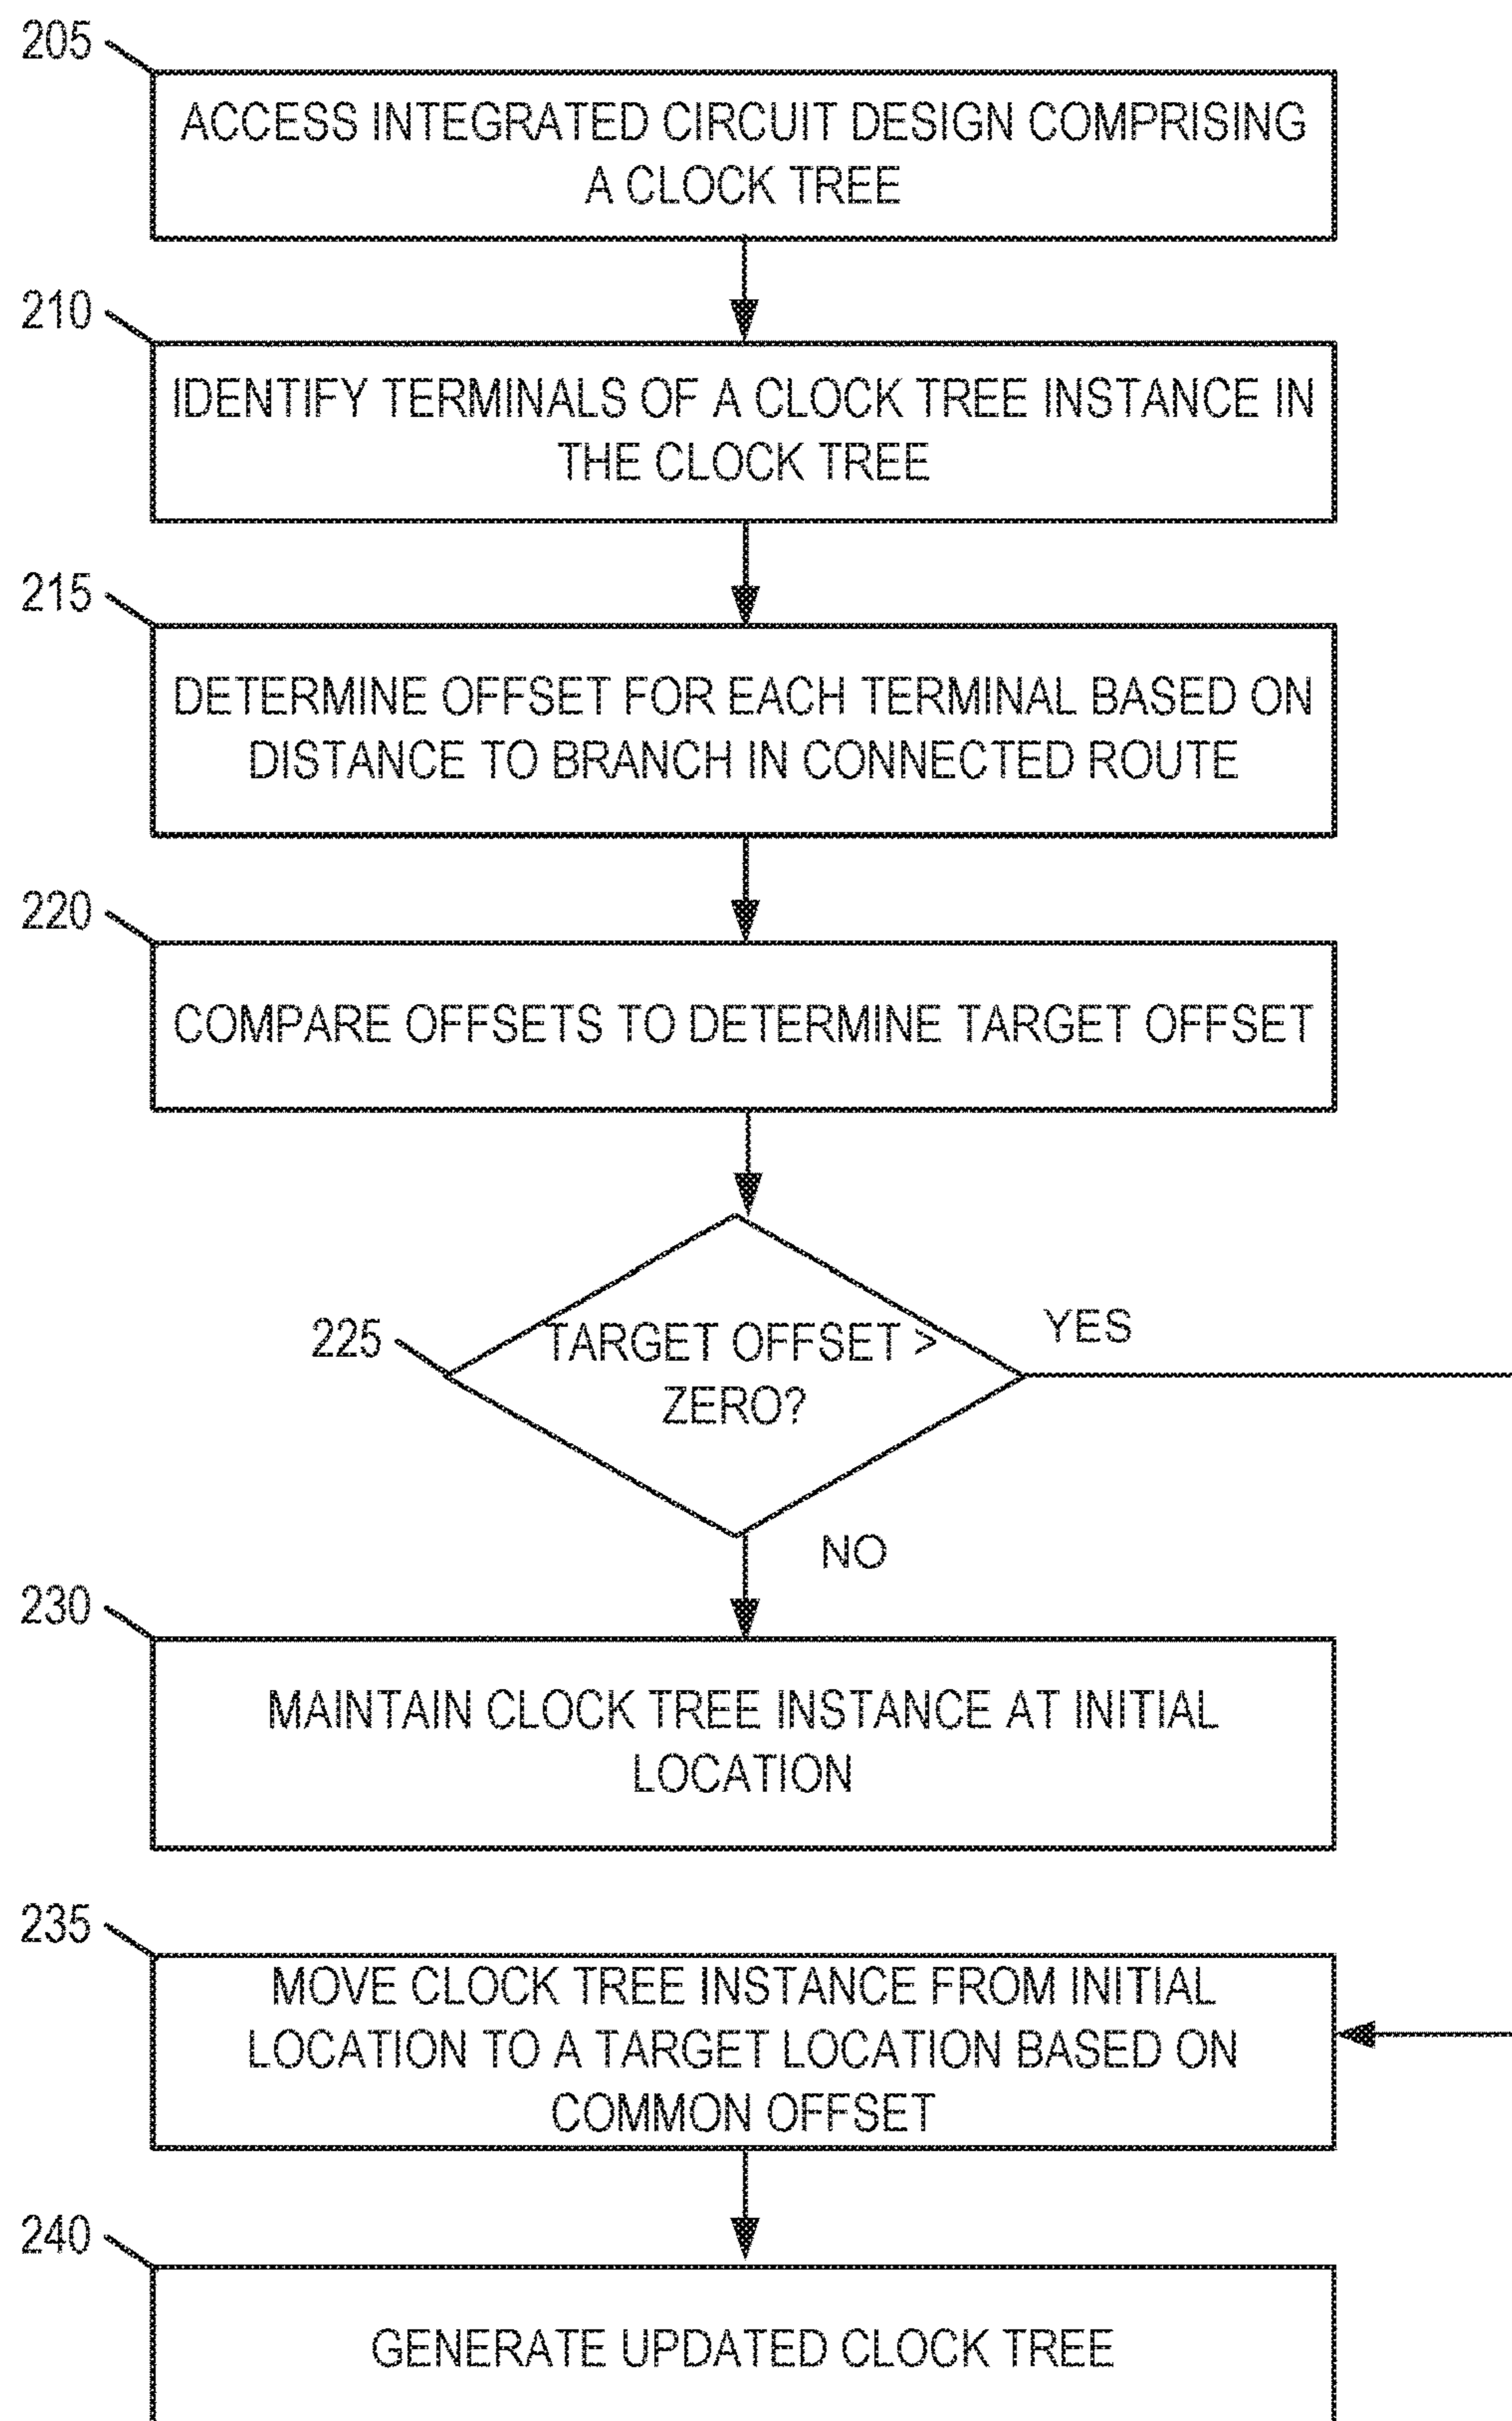 205
ACCESS INTEGRATED CIRCUIT DESIGN COMPRISING
A CLOCK TREE
210
IDENTIFY TERMINALS OF A CLOCK TREE INSTANCE IN
THE CLOCK TREE
215
DETERMINE OFFSET FOR EACH TERMINAL BASED ON
DISTANCE TO BRANCH IN CONNECTED ROUTE
220
COMPARE OFFSETS TO DETERMINE TARGET OFFSET
225
TARGET OFFSET >
ZERO?
YES
NO
230
MAINTAIN CLOCK TREE INSTANCE AT INITIAL
LOCATION
235
MOVE CLOCK TREE INSTANCE FROM INITIAL
LOCATION TO A TARGET LOCATION BASED ON
COMMON OFFSET
240
GENERATE UPDATED CLOCK TREE